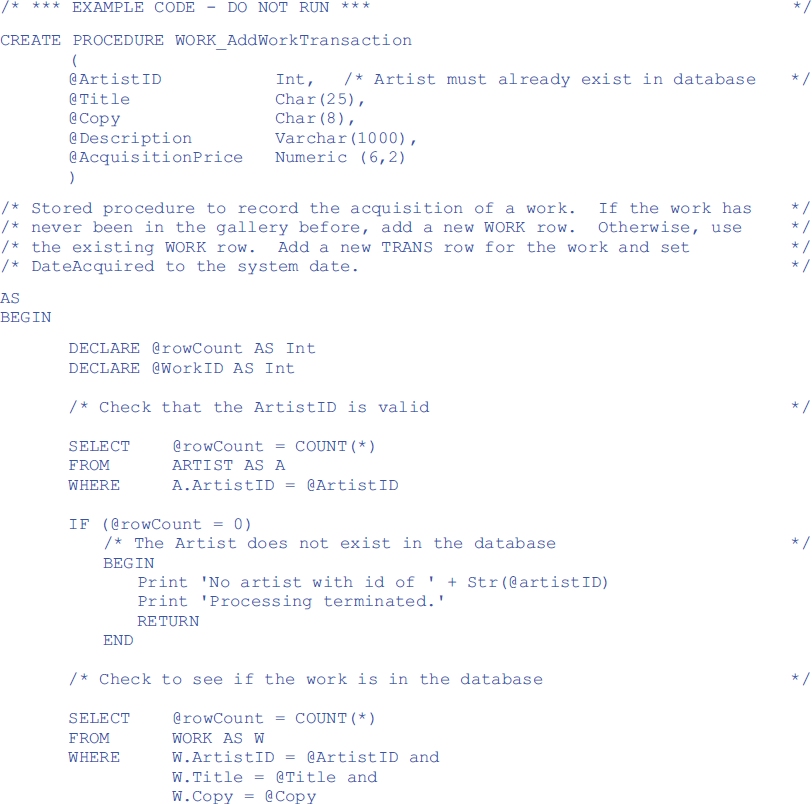 /* *** EXAMPLE CODE – DO NOT RUN *** */
CREATE PROCEDURE WORK_AddWorkTransaction
(
@ArtistID Int, /* Artist must already exist in database */
@Title Char(25),
@Copy Char(8),
@Description Varchar(1000),
@AcquisitionPrice Numeric (6,2)
)
/* Stored procedure to record the acquisition of a work. If the work has */
/* never been in the gallery before, add a new WORK row. Otherwise, use */
/* the existing WORK row. Add a new TRANS row for the work and set */
/* DateAcquired to the system date. */
AS
BEGIN
DECLARE @rowCount AS Int
DECLARE @WorkID AS Int
/* Check that the ArtistID is valid */
SELECT @rowCount = COUNT(*)
FROM ARTIST AS A
WHERE A.ArtistID = @ArtistID
IF (@rowCount = 0)
/* The Artist does not exist in the database */
BEGIN
Print 'No artist with id of ' + Str(@artistID)
Print 'Processing terminated.'
RETURN
END
/* Check to see if the work is in the database */
SELECT @rowCount = COUNT(*)
FROM WORK AS W
WHERE W.ArtistID = @ArtistID and
W.Title = @Title and
W.Copy = @Copy